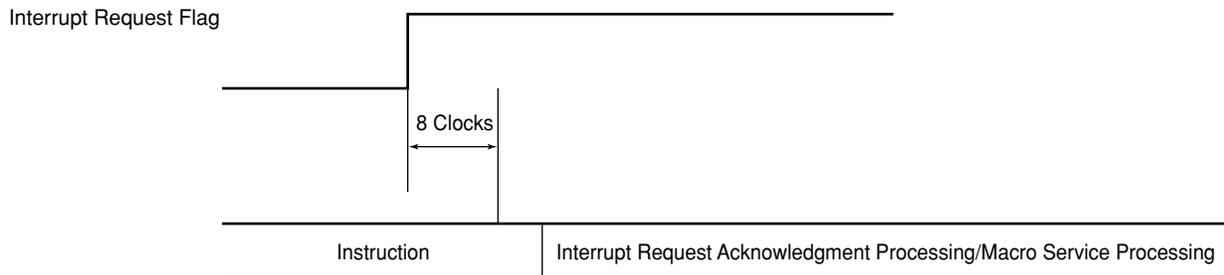 Interrupt Request Flag
8 Clocks
Instruction
Interrupt Request Acknowledgment Processing/Macro Service Processing